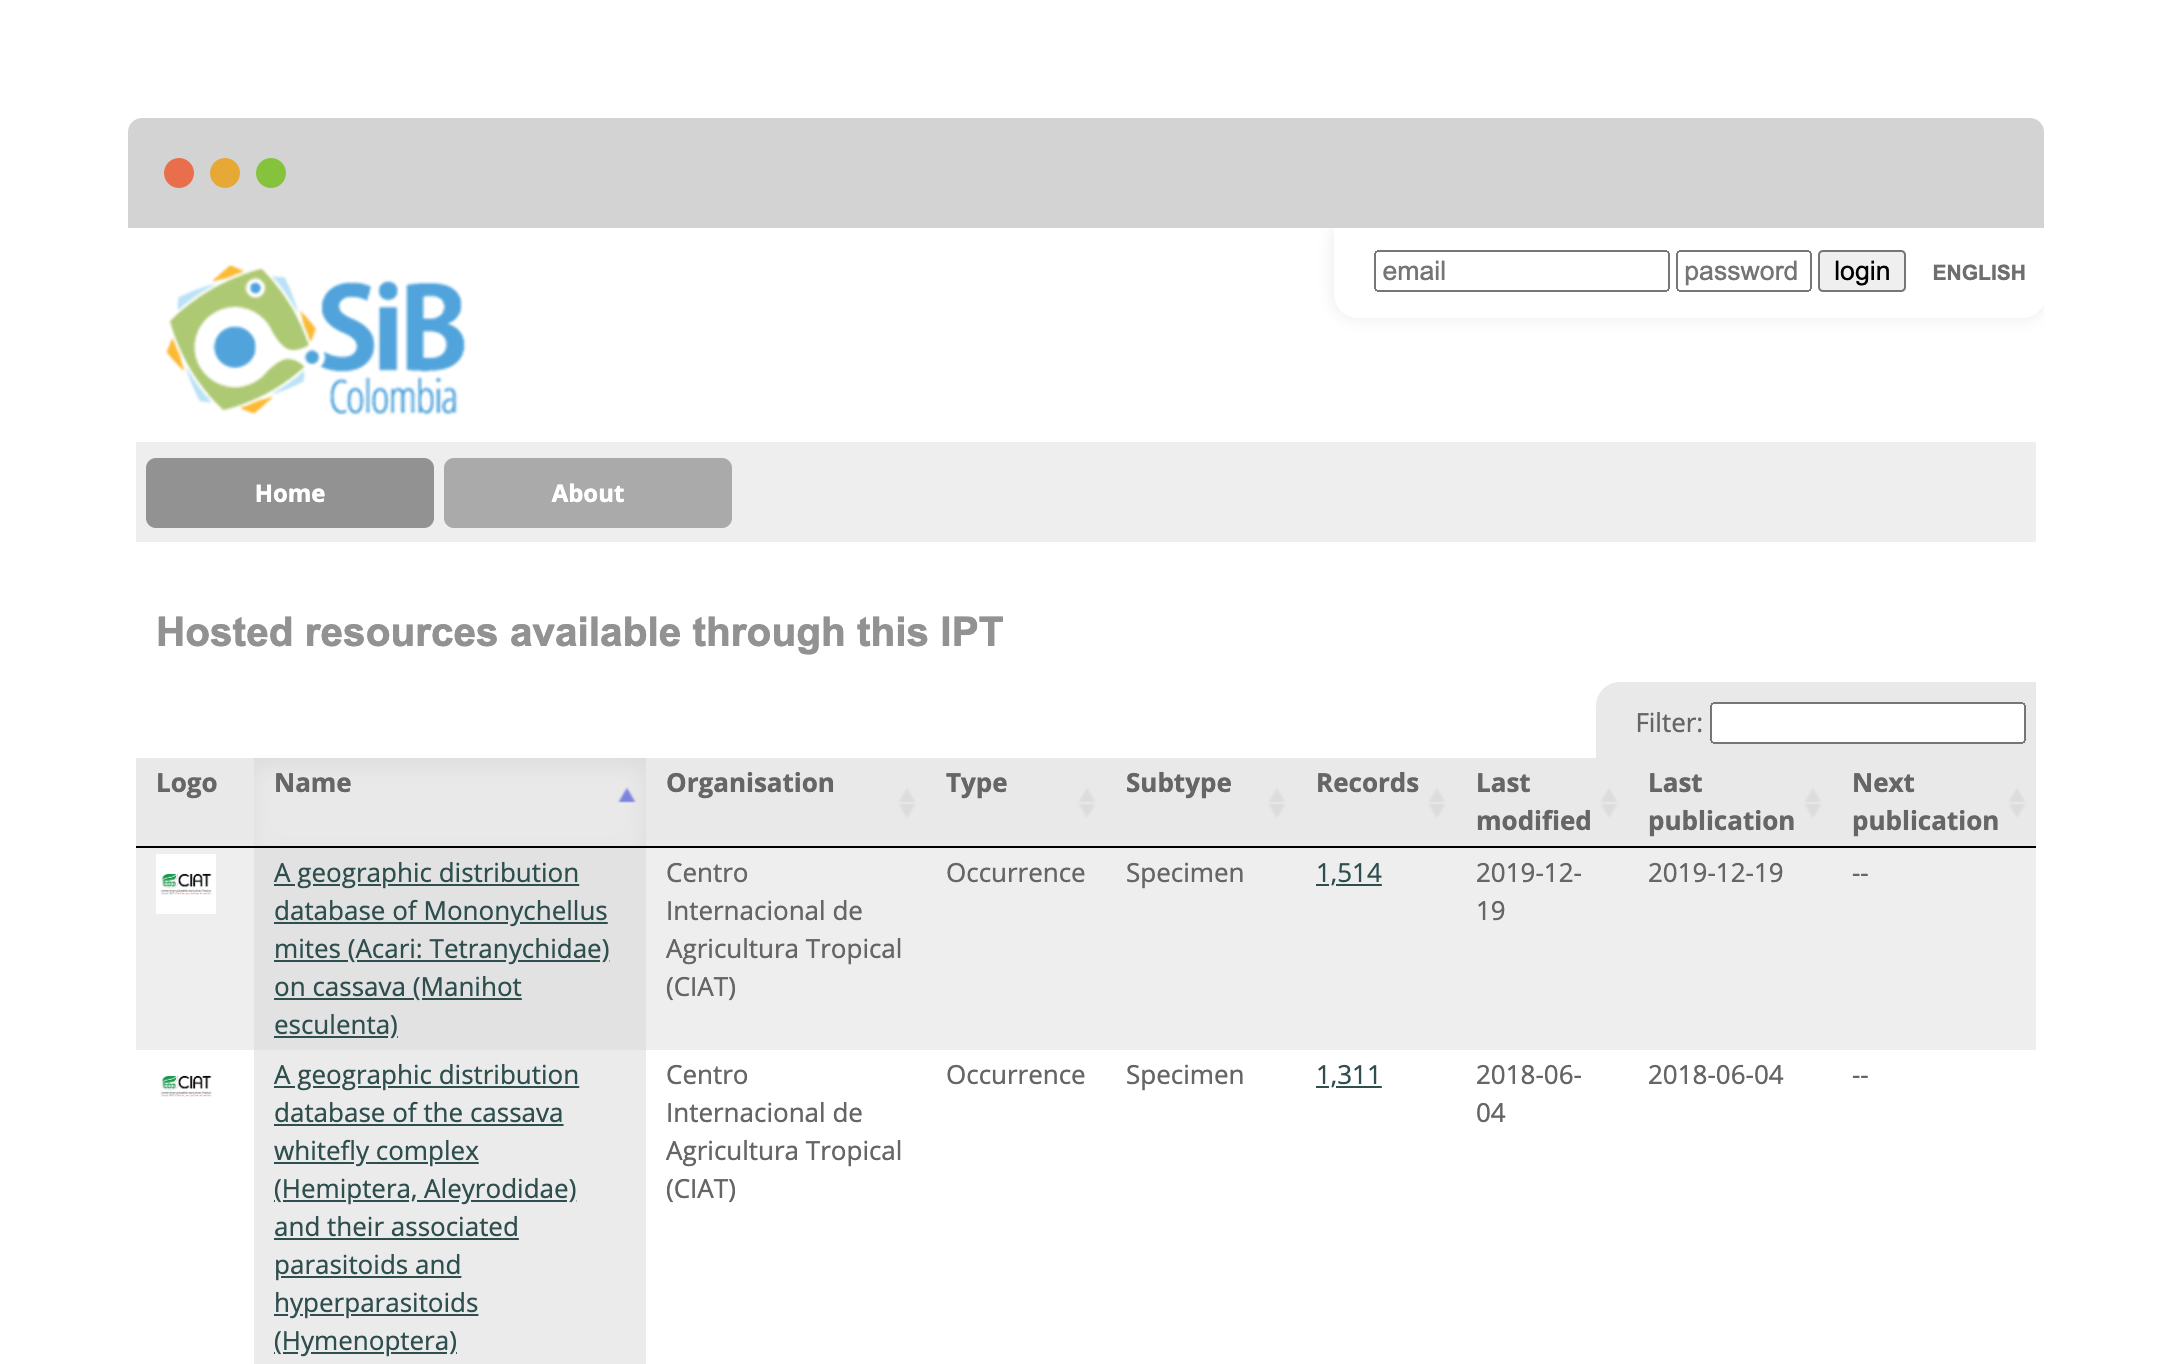 email
password
login
ENGLISH
SiB
Colombia
Home
About
Hosted resources available through this IPT
Filter:
Logo
Name
Organisation
Type
Subtype
Records
Last
modified
Last
publication
Next
publication
CIAT
A geographic distribution
database of Mononychellus
mites (Acari: Tetranychidae)
on cassava (Manihot
esculenta)
Centro
Internacional de
Agricultura Tropical
(CIAT)
Occurrence
Specimen
1,514
2019-12-
19
2019-12-19
--
CIAT
A geographic distribution
database of the cassava
whitefly complex
(Hemiptera, Aleyrodidae)
and their associated
parasitoids and
hyperparasitoids
(Hymenoptera)
Centro
Internacional de
Agricultura Tropical
(CIAT)
Occurrence
Specimen
1,311
2018-06-
04
2018-06-04
--